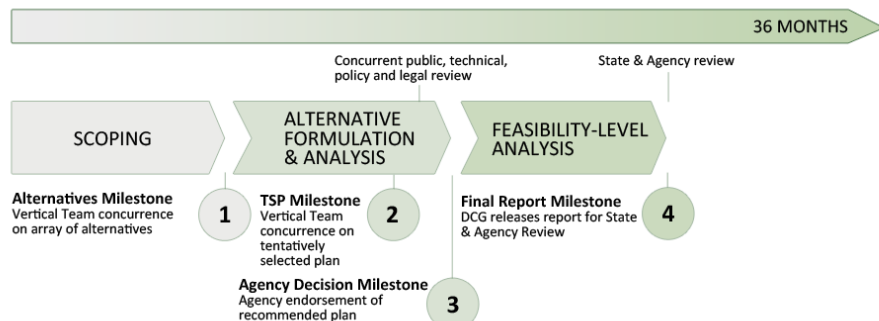 36 MONTHS
Concurrent public, technical,
policy and legal review
State & Agency review
SCOPING
ALTERNATIVE
FORMULATION
& ANALYSIS
FEASIBILITY-LEVEL
ANALYSIS
Alternatives Milestone
Vertical Team concurrence
on array of alternatives
1
TSP Milestone
Vertical Team
concurrence on
tentatively
selected plan
2
Agency Decision Milestone
Agency endorsement of
recommended plan
3
Final Report Milestone
DCG releases report for State
& Agency Review
4